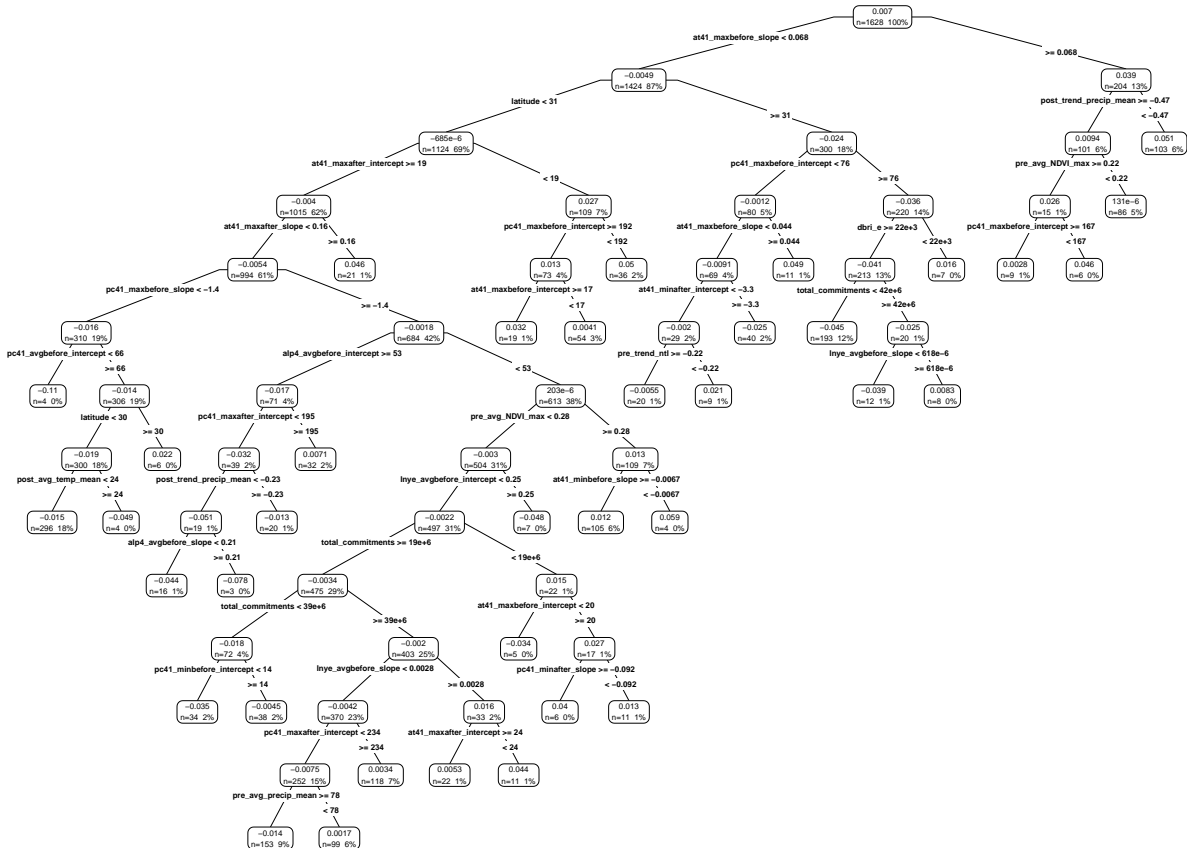 0.007
n=1628 100%
at41_maxbefore_slope < 0.068
>= 0.068
−0.0049
n=1424 87%
0.039
n=204 13%
latitude < 31
>= 31
post_trend_precip_mean >= −0.47
< −0.47
−685e−6
n=1124 69%
−0.024
n=300 18%
0.0094
n=101 6%
0.051
n=103 6%
at41_maxafter_intercept >= 19
< 19
pc41_maxbefore_intercept < 76
>= 76
pre_avg_NDVI_max >= 0.22
< 0.22
−0.004
n=1015 62%
0.027
n=109 7%
−0.0012
n=80 5%
−0.036
n=220 14%
0.026
n=15 1%
131e−6
n=86 5%
at41_maxafter_slope < 0.16
>= 0.16
pc41_maxbefore_intercept >= 192
< 192
at41_maxbefore_slope < 0.044
>= 0.044
dbri_e >= 22e+3
< 22e+3
pc41_maxbefore_intercept >= 167
< 167
−0.0054
n=994 61%
0.046
n=21 1%
0.013
n=73 4%
0.05
n=36 2%
−0.0091
n=69 4%
0.049
n=11 1%
−0.041
n=213 13%
0.016
n=7 0%
0.0028
n=9 1%
0.046
n=6 0%
pc41_maxbefore_slope < −1.4
>= −1.4
at41_maxbefore_intercept >= 17
< 17
at41_minafter_intercept < −3.3
>= −3.3
total_commitments < 42e+6
>= 42e+6
−0.016
n=310 19%
−0.0018
n=684 42%
0.032
n=19 1%
0.0041
n=54 3%
−0.002
n=29 2%
−0.025
n=40 2%
−0.045
n=193 12%
−0.025
n=20 1%
pc41_avgbefore_intercept < 66
>= 66
alp4_avgbefore_intercept >= 53
< 53
pre_trend_ntl >= −0.22
< −0.22
lnye_avgbefore_slope < 618e−6
>= 618e−6
−0.11
n=4 0%
−0.014
n=306 19%
−0.017
n=71 4%
203e−6
n=613 38%
−0.0055
n=20 1%
0.021
n=9 1%
−0.039
n=12 1%
0.0083
n=8 0%
latitude < 30
>= 30
pc41_maxafter_intercept < 195
>= 195
pre_avg_NDVI_max < 0.28
>= 0.28
−0.019
n=300 18%
0.022
n=6 0%
−0.032
n=39 2%
0.0071
n=32 2%
−0.003
n=504 31%
0.013
n=109 7%
post_avg_temp_mean < 24
>= 24
post_trend_precip_mean < −0.23
>= −0.23
lnye_avgbefore_intercept < 0.25
>= 0.25
at41_minbefore_slope >= −0.0067
< −0.0067
−0.015
n=296 18%
−0.049
n=4 0%
−0.051
n=19 1%
−0.013
n=20 1%
−0.0022
n=497 31%
−0.048
n=7 0%
0.012
n=105 6%
0.059
n=4 0%
alp4_avgbefore_slope < 0.21
>= 0.21
total_commitments >= 19e+6
< 19e+6
−0.044
n=16 1%
−0.078
n=3 0%
−0.0034
n=475 29%
0.015
n=22 1%
total_commitments < 39e+6
>= 39e+6
at41_maxbefore_intercept < 20
>= 20
−0.018
n=72 4%
−0.002
n=403 25%
−0.034
n=5 0%
0.027
n=17 1%
pc41_minbefore_intercept < 14
>= 14
lnye_avgbefore_slope < 0.0028
>= 0.0028
pc41_minafter_slope >= −0.092
< −0.092
−0.035
n=34 2%
−0.0045
n=38 2%
−0.0042
n=370 23%
0.016
n=33 2%
0.04
n=6 0%
0.013
n=11 1%
pc41_maxafter_intercept < 234
>= 234
at41_maxafter_intercept >= 24
< 24
−0.0075
n=252 15%
0.0034
n=118 7%
0.0053
n=22 1%
0.044
n=11 1%
pre_avg_precip_mean >= 78
< 78
−0.014
n=153 9%
0.0017
n=99 6%